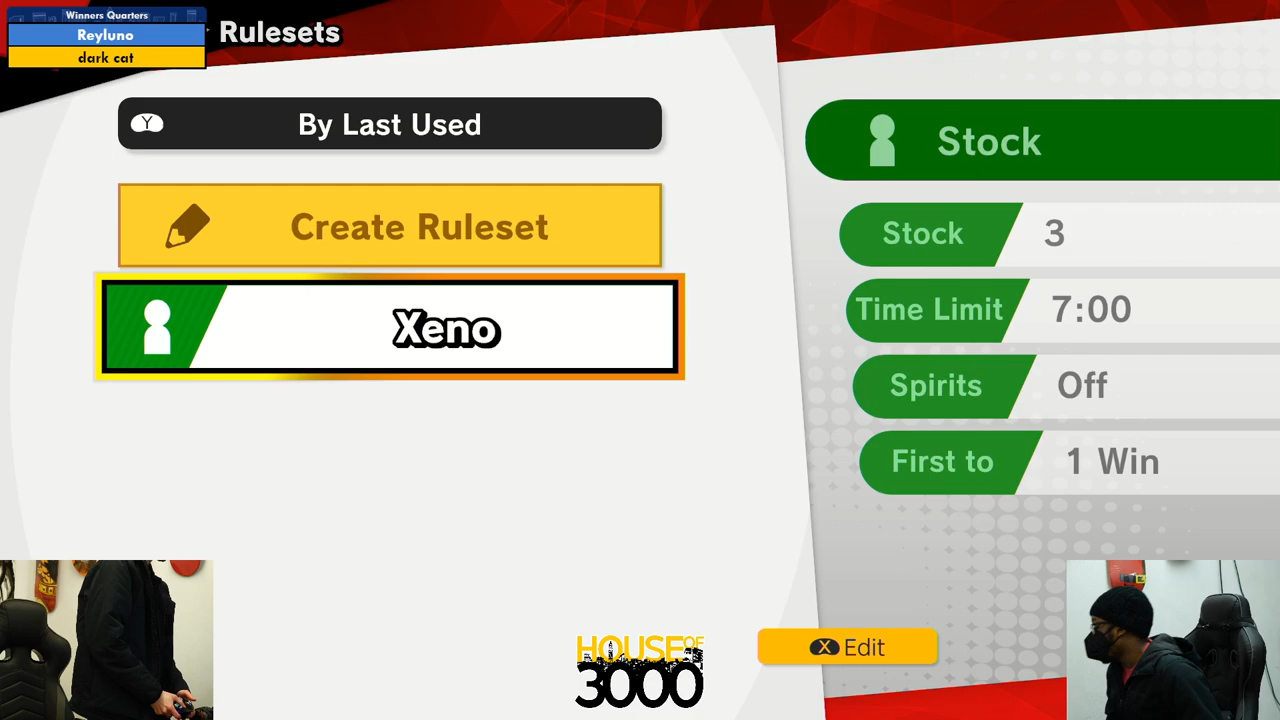 Winners Quarters
Reyluno
dark cat
Rulesets
Y
By Last Used
Create Ruleset
Xeno
Stock
Stock 3
Time Limit 7:00
Spirits Off
First to 1 Win
X Edit
HOUSE OF
3000